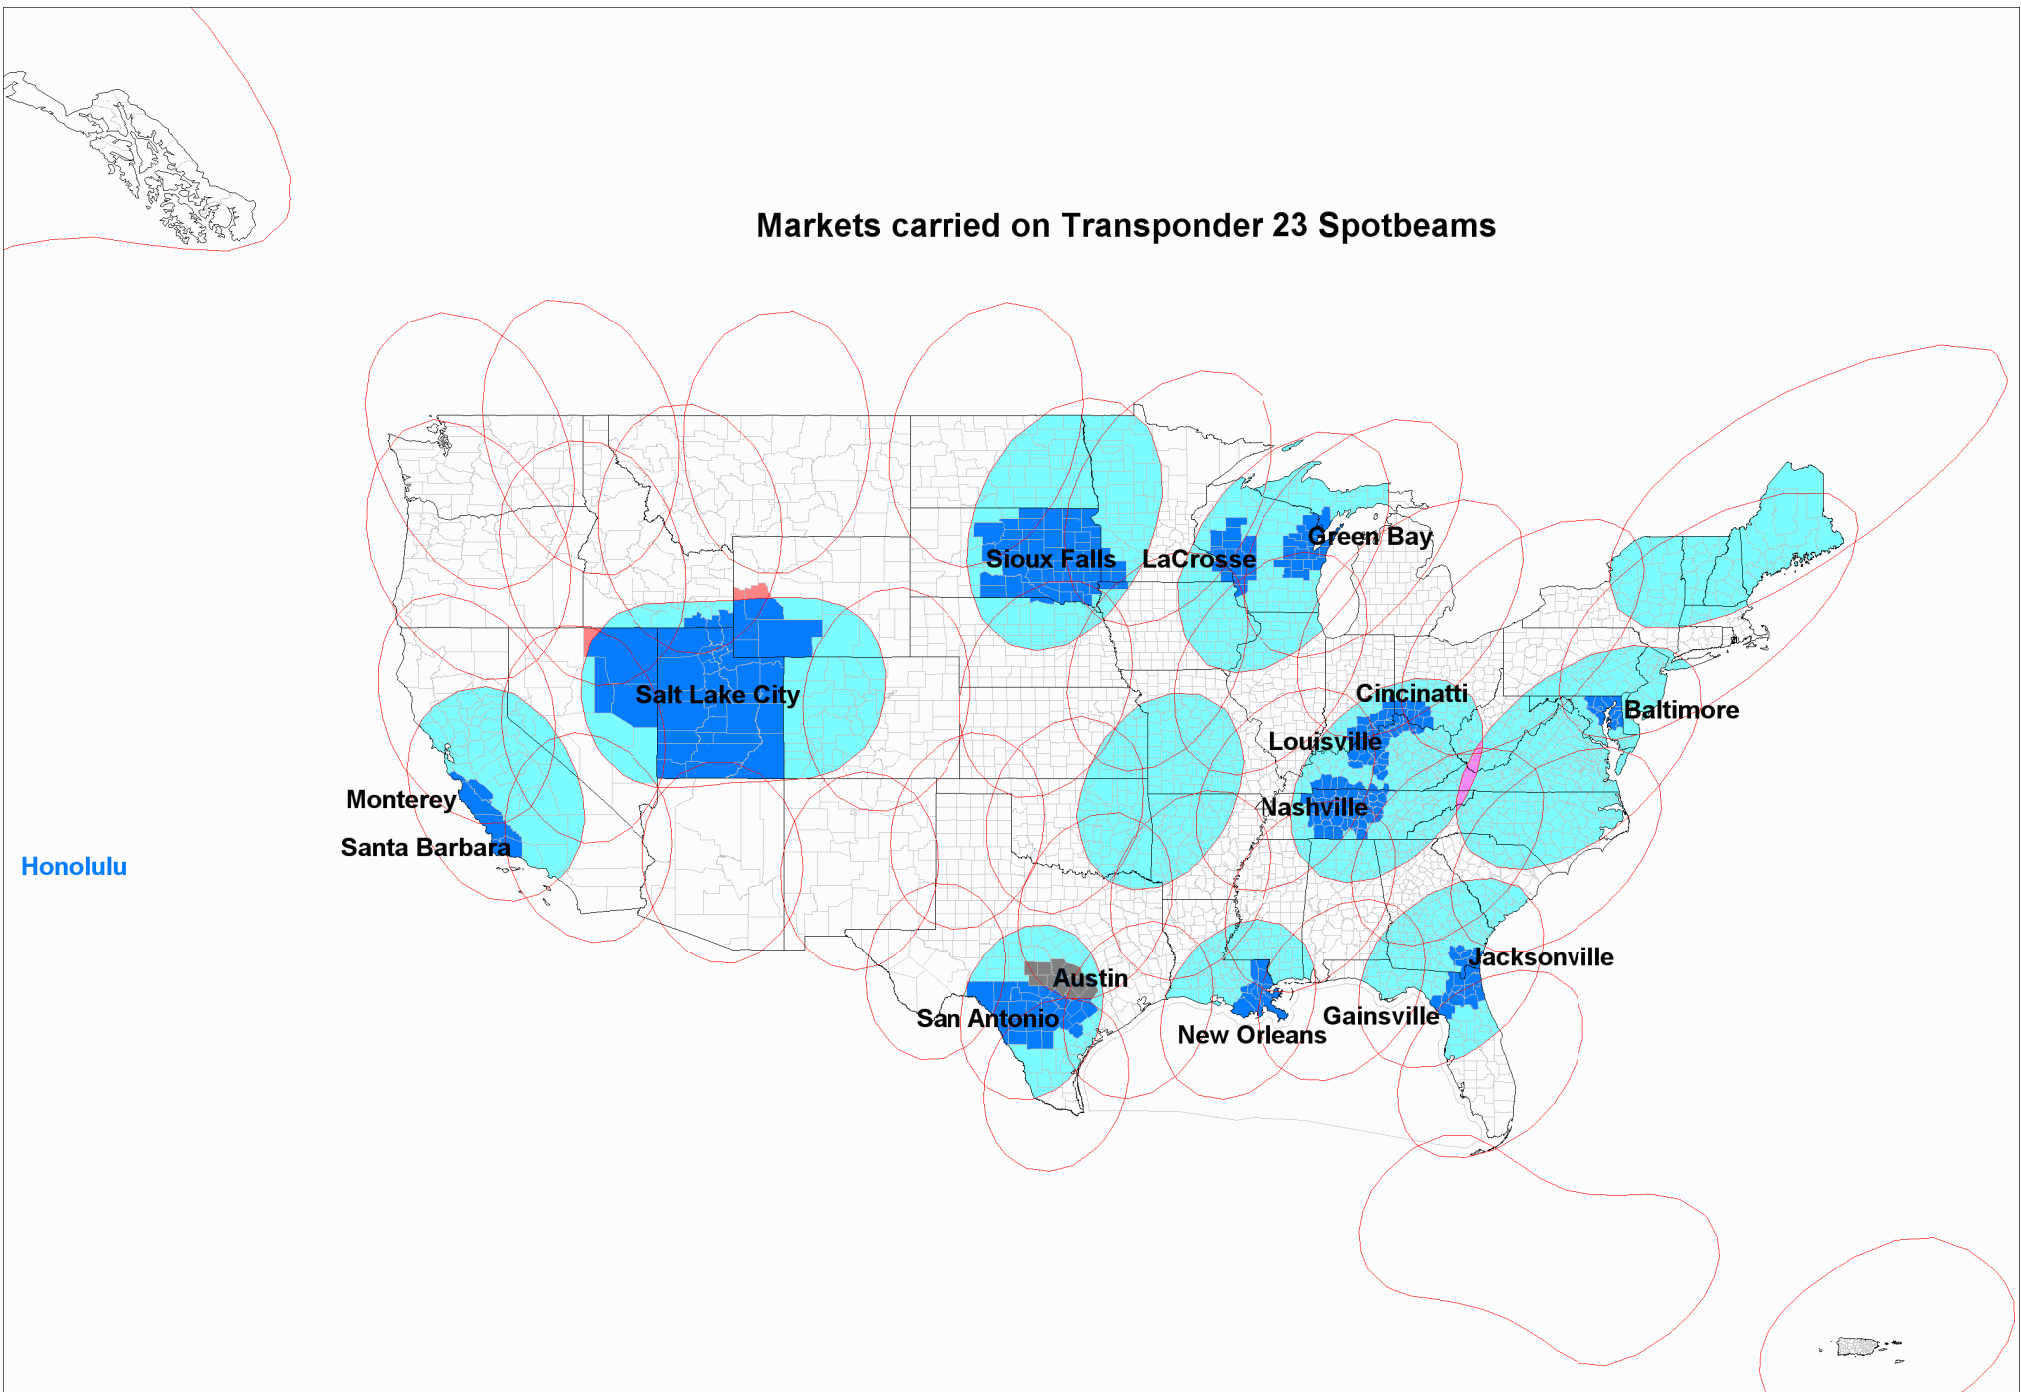 Markets carried on Transponder 23 Spotbeams
Green Bay
Sioux Falls
LaCrosse
Salt Lake City
Cincinatti
Baltimore
Louisville
Monterey
Nashville
Santa Barbara
Honolulu
Jacksonville
Austin
San Antonio
Gainsville
New Orleans